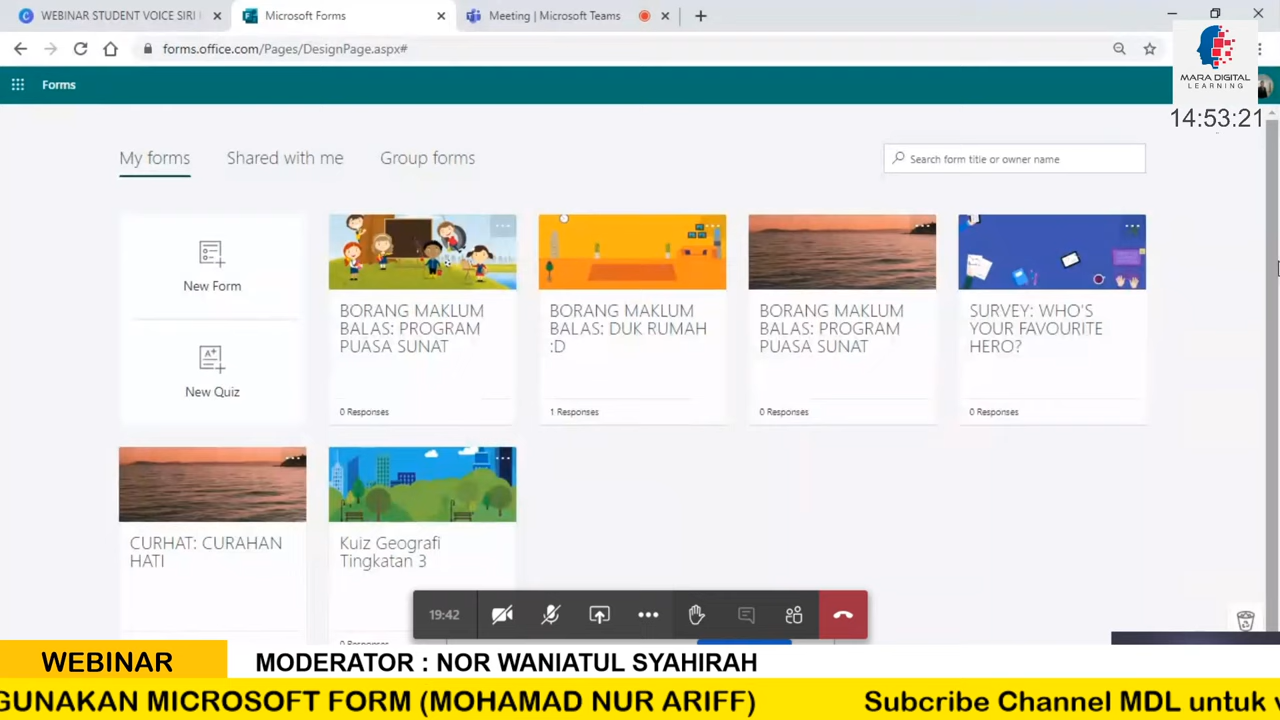 WEBINAR STUDENT VOICE SIRI
Microsoft Forms
Meeting | Microsoft Teams
forms.office.com/Pages/DesignPage.aspx#
MARA DIGITAL
LEARNING
14:53:21
Forms
My forms
Shared with me
Group forms
Search form title or owner name
New Form
New Quiz
BORANG MAKLUM
BALAS: PROGRAM
PUASA SUNAT
0 Responses
BORANG MAKLUM
BALAS: DUK RUMAH
:D
1 Responses
BORANG MAKLUM
BALAS: PROGRAM
PUASA SUNAT
0 Responses
SURVEY: WHO'S
YOUR FAVOURITE
HERO?
0 Responses
CURHAT: CURAHAN
HATI
Kuiz Geografi
Tingkatan 3
0 Responses
19:42
WEBINAR
MODERATOR : NOR WANIATUL SYAHIRAH
GUNAKAN MICROSOFT FORM (MOHAMAD NUR ARIFF)
Subcribe Channel MDL untuk